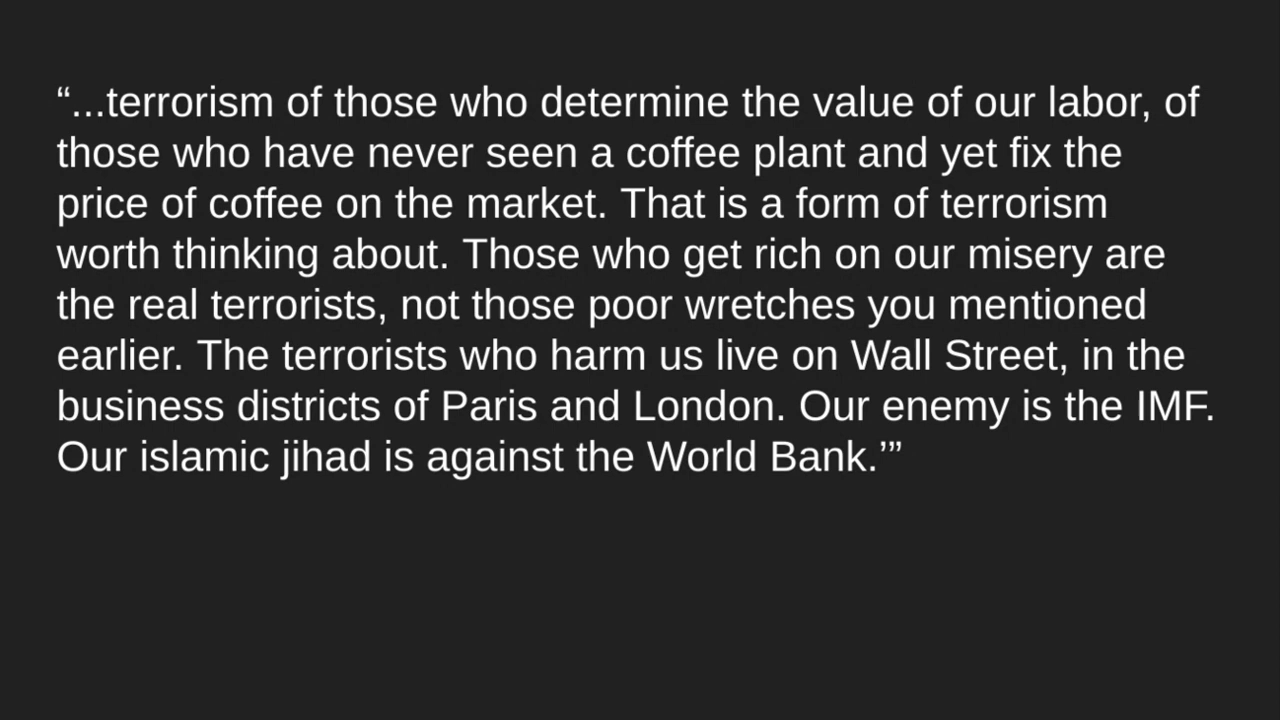 “...terrorism of those who determine the value of our labor, of
those who have never seen a coffee plant and yet fix the
price of coffee on the market. That is a form of terrorism
worth thinking about. Those who get rich on our misery are
the real terrorists, not those poor wretches you mentioned
earlier. The terrorists who harm us live on Wall Street, in the
business districts of Paris and London. Our enemy is the IMF.
Our islamic jihad is against the World Bank.’”